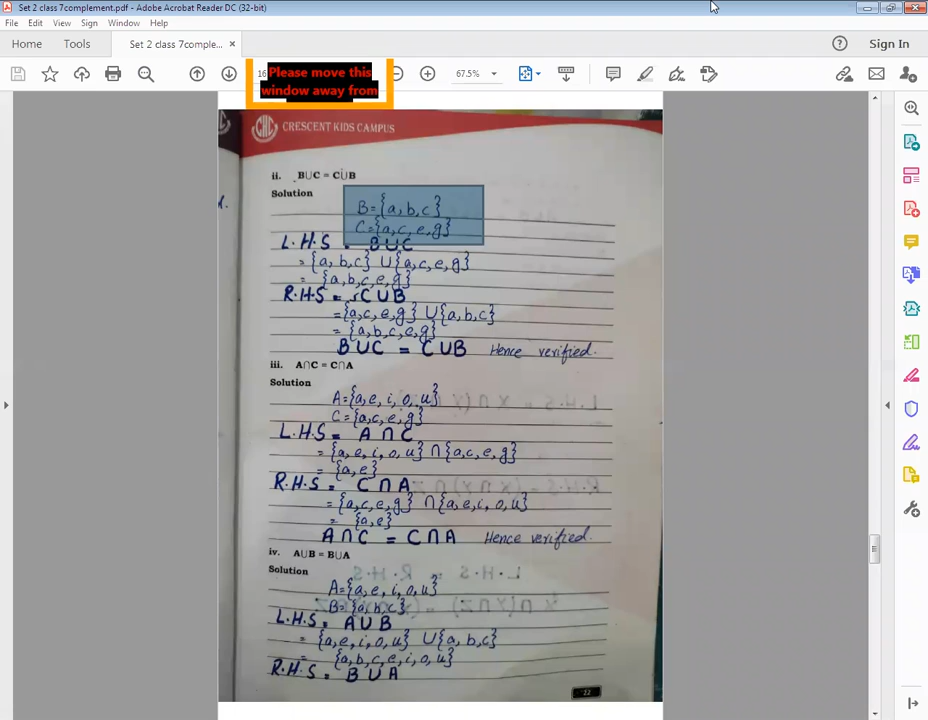 Set 2 class 7complement.pdf - Adobe Acrobat Reader DC (32-bit)
File Edit View Sign Window Help
Home Tools Set 2 class 7comple... × Sign In
16 Please move this window away from 67.5%
CRESCENT KIDS CAMPUS
ii. B∪C = C∪B
Solution
B={a,b,c}
C={a,c,e,g}
L.H.S = B∪C
={a,b,c} ∪{a,c,e,g}
= {a,b,c,e,g}
R.H.S = C∪B
={a,c,e,g} ∪{a,b,c}
= {a,b,c,e,g}
B∪C = C∪B Hence verified.
iii. A∩C = C∩A
Solution
A={a,e,i,o,u}
C={a,c,e,g}
L.H.S = A∩C
={a,e,i,o,u} ∩{a,c,e,g}
= {a,e}
R.H.S = C∩A
={a,c,e,g} ∩{a,e,i,o,u}
= {a,e}
A∩C = C∩A Hence verified.
iv. A∪B = B∪A
Solution
A={a,e,i,o,u}
B={a,b,c}
L.H.S = A∪B
= {a,e,i,o,u} ∪{a,b,c}
= {a,b,c,e,i,o,u}
R.H.S = B∪A
22